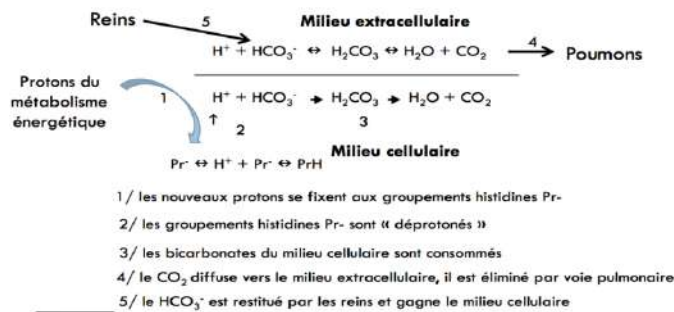 Reins
5
Milieu extracellulaire
H⁺ + HCO₃⁻ ↔ H₂CO₃ ↔ H₂O + CO₂
4
Poumons
Protons du
métabolisme
énergétique
1
H⁺ + HCO₃⁻ → H₂CO₃ → H₂O + CO₂
↑
2
3
Milieu cellulaire
Pr⁻ ↔ H⁺ + Pr⁻ ↔ PrH
1/ les nouveaux protons se fixent aux groupements histidines Pr-
2/ les groupements histidines Pr- sont « déprotonés »
3/ les bicarbonates du milieu cellulaire sont consommés
4/ le CO₂ diffuse vers le milieu extracellulaire, il est éliminé par voie pulmonaire
5/ le HCO₃⁻ est restitué par les reins et gagne le milieu cellulaire